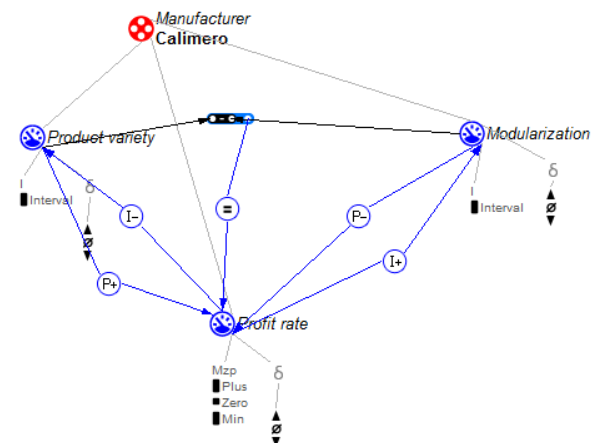 Manufacturer
Calimero
Product variety
Modularization
I
Interval
δ
ø
I-
=
P-
I
Interval
δ
ø
P+
I+
Profit rate
Mzp
Plus
Zero
Min
δ
ø